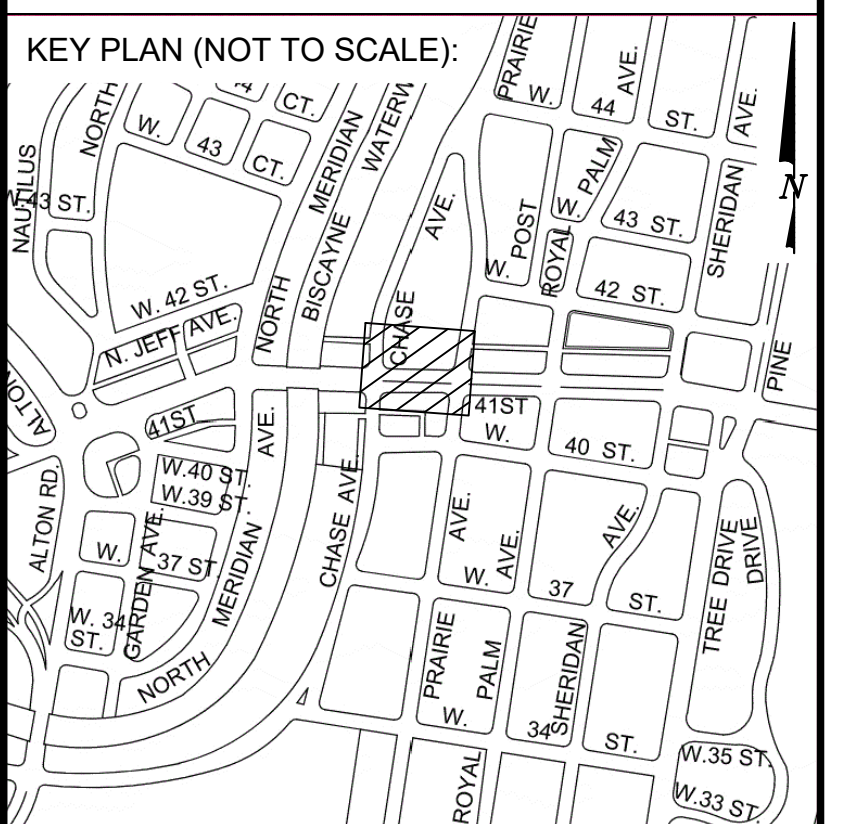 KEY PLAN (NOT TO SCALE):
PRAIRIE
W. 44 ST.
AVE.
AVE.
CT.
NORTH
W. 43 CT.
MERIDIAN
WATERW
NAUTILUS
W. 43 ST.
PALM
N
SHERIDAN
AVE.
POST
W.
43 ST.
W.
ROYAL
BISCAYNE
W. 42 ST.
42 ST.
NORTH
CHASE
N. JEFF AVE.
PINE
ALTON
41ST
41ST
W. 40 ST.
AVE.
W.40 ST.
W.39 ST.
ALTON RD.
CHASE AVE.
AVE.
AVE.
AVE.
GARDEN AVE.
MERIDIAN
W. 37 ST.
W. 37 ST.
TREE DRIVE
DRIVE
W. 34
ST.
NORTH
PRAIRIE
PALM
SHERIDAN
W. 34 ST.
W.35 ST.
W.33 ST.
ROYAL